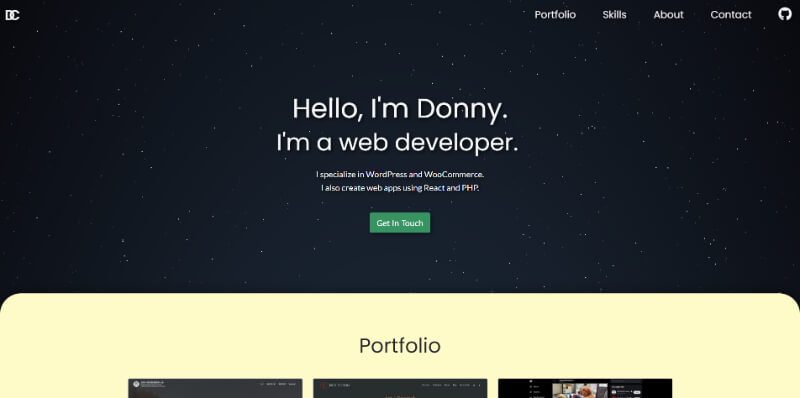 DC
Portfolio
Skills
About
Contact
Hello, I'm Donny.
I'm a web developer.
I specialize in WordPress and WooCommerce.
I also create web apps using React and PHP.
Get In Touch
Portfolio